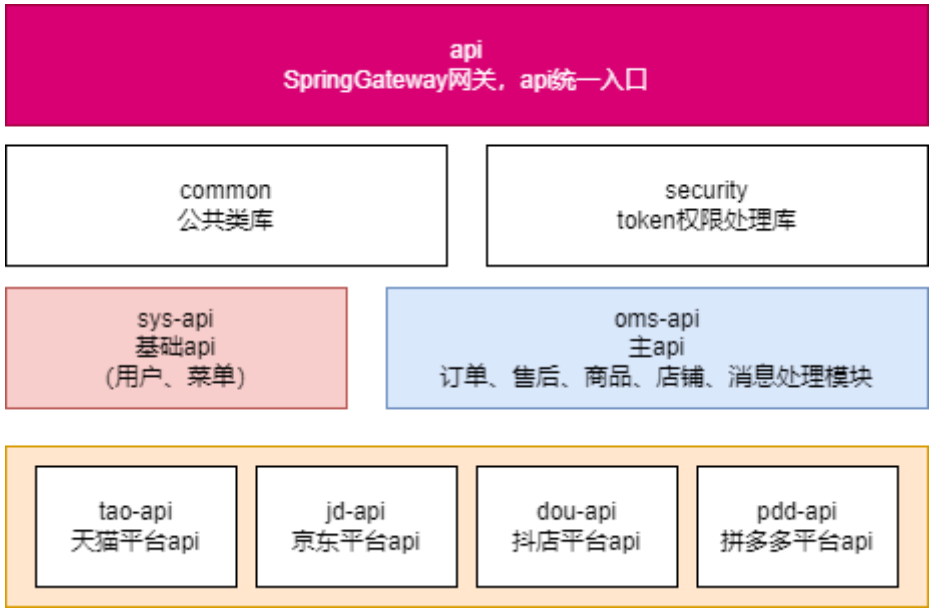 api
SpringGateway网关，api统一入口
common
公共类库
security
token权限处理库
sys-api
基础api
(用户、菜单)
oms-api
主api
订单、售后、商品、店铺、消息处理模块
tao-api
天猫平台api
jd-api
京东平台api
dou-api
抖店平台api
pdd-api
拼多多平台api